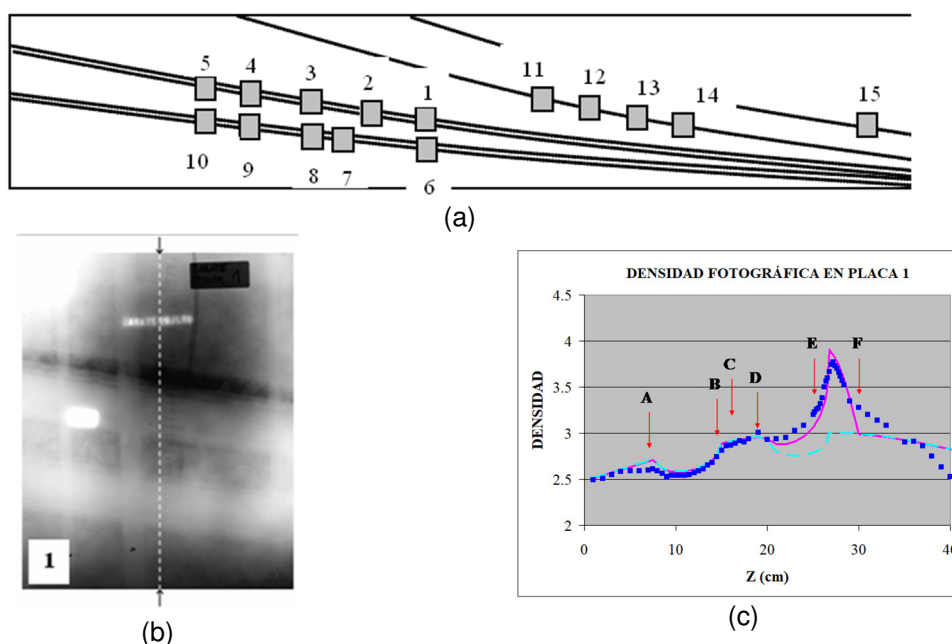 5 4 3 2 1 11 12 13 14 15
10 9 8 7 6
(a)
1
1
(b)
DENSIDAD FOTOGRÁFICA EN PLACA 1
DENSIDAD
4.5
4
3.5
3
2.5
2
A B C D E F
0 10 20 30 40
Z (cm)
(c)